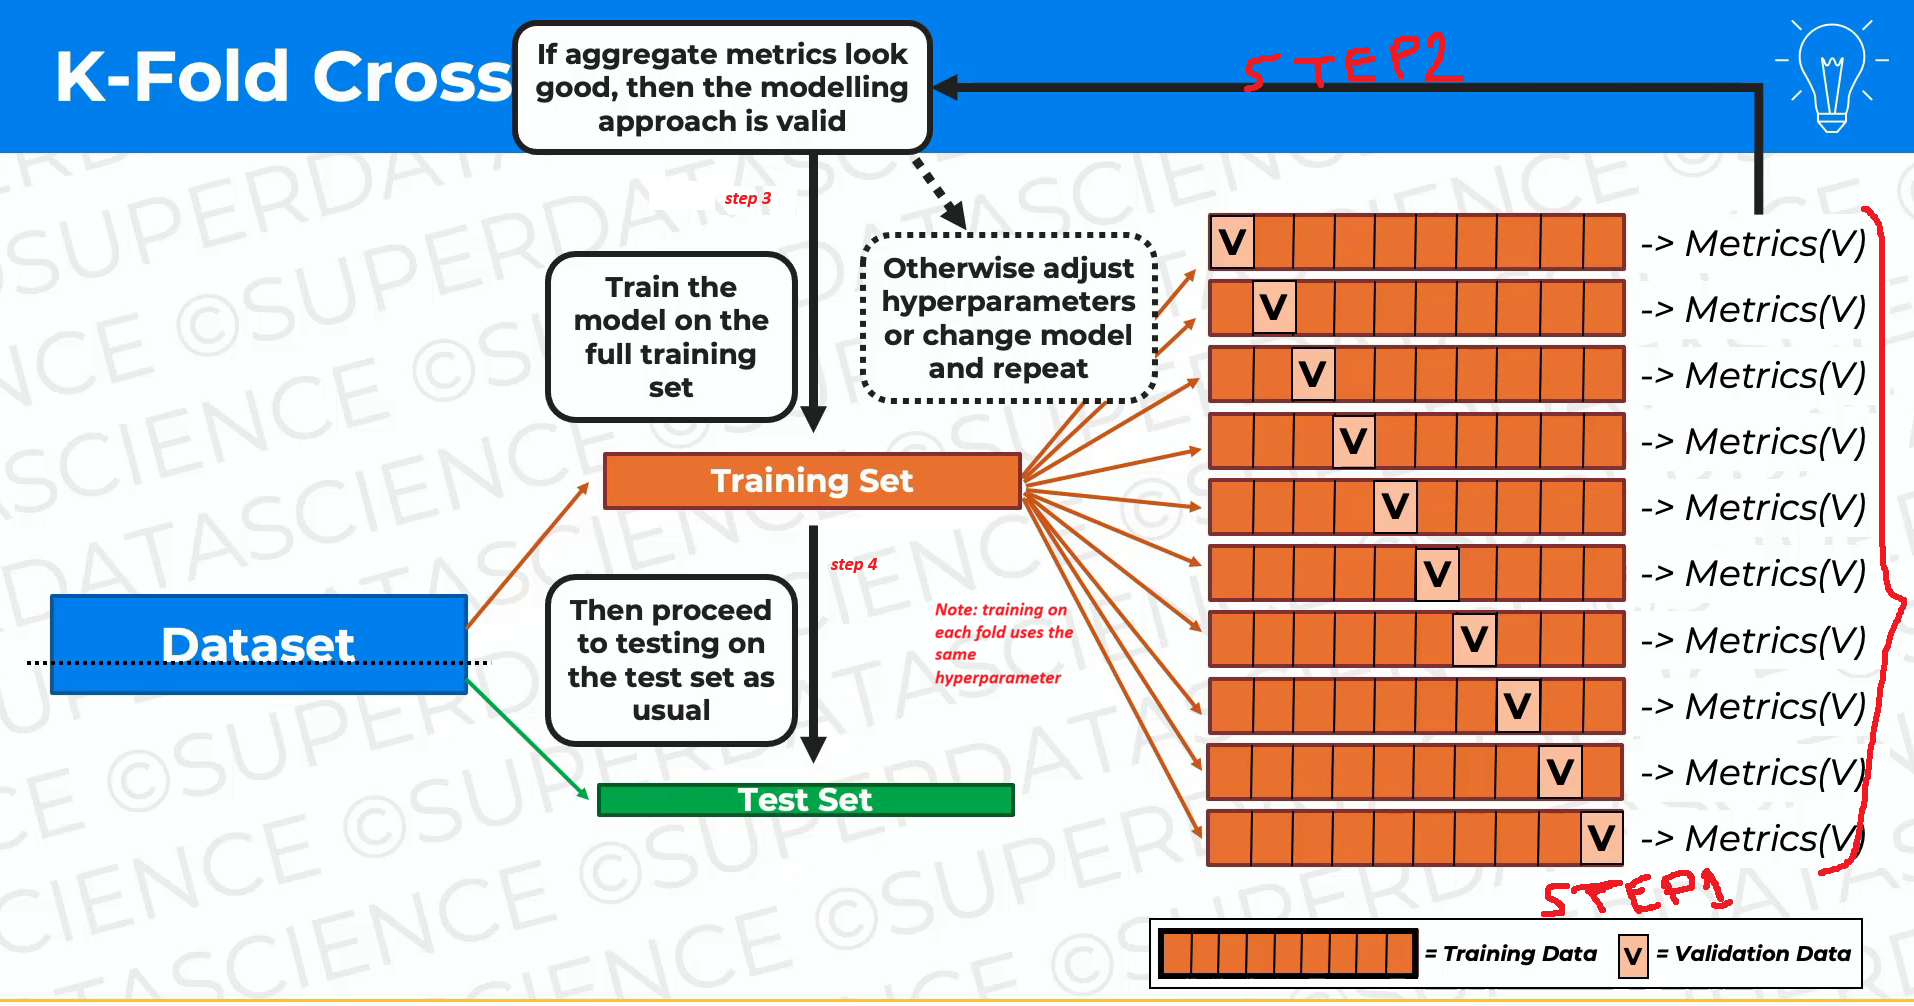 K-Fold Cross
If aggregate metrics look
good, then the modelling
approach is valid
STEP2
step 3
Train the
model on the
full training
set
Otherwise adjust
hyperparameters
or change model
and repeat
Training Set
step 4
Then proceed
to testing on
the test set as
usual
Note: training on
each fold uses the
same
hyperparameter
Dataset
Test Set
V -> Metrics(V)
V -> Metrics(V)
V -> Metrics(V)
V -> Metrics(V)
V -> Metrics(V)
V -> Metrics(V)
V -> Metrics(V)
V -> Metrics(V)
V -> Metrics(V)
V -> Metrics(V)
STEP1
= Training Data V = Validation Data
©SUPERDATASCIENCE